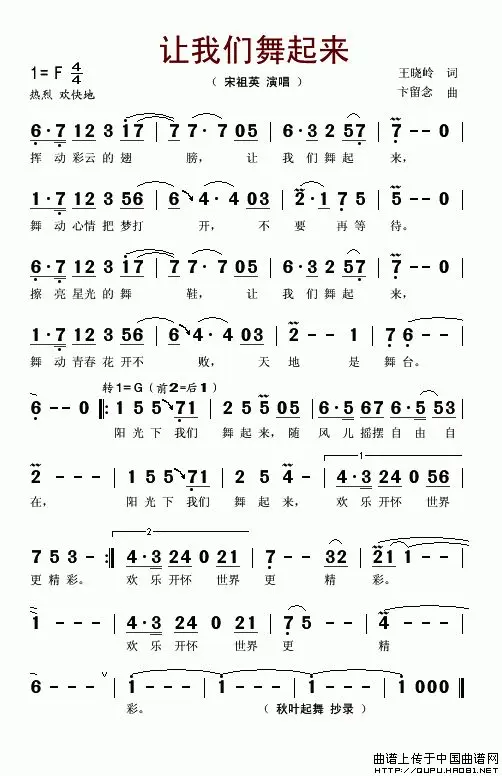 让我们舞起来
1=F 4/4
（ 宋祖英 演唱 ）
王晓岭 词
热烈 欢快地
卞留念 曲
6·7 12 3 17 | 77·7 05 | 6·3 2 57 | 7 - 0 |
挥 动 彩云 的 翅 膀， 让 我 们 舞 起 来，
1·7 12 3 56 | 6 4·4 03 | 2·1 7 5 | 5 - - |
舞 动 心情 把 梦打 开， 不 要 再 等 待。
6·7 12 3 17 | 77·7 05 | 6·3 2 57 | 7 - 0 |
擦 亮 星光 的 舞 鞋， 让 我 们 舞 起 来，
1·7 12 3 56 | 6 4·4 03 | 2 - - 1 | 7 6 - - |
舞 动 青春 花 开不 败， 天 地 是 舞 台。
转1=G（前2=后1）
6 - - 0 ‖: 1 5 5 71 | 2 5 5 05 | 6·5 67 6·5 53 |
阳 光 下 我们 舞 起 来， 随 风 儿 摇摆 自 由 自
2 - - - | 1 5 5 71 | 2 5 4 - | 4·3 24 0 56 |
在， 阳 光 下 我们 舞 起 来， 欢 乐 开怀 世界
7 5 3 - :‖ 4·3 24 0 21 | 7 - - 32 | 21 1 - - |
更 精 彩。 欢 乐 开怀 世界 更 精 彩。
1 - - - | 4·3 24 0 21 | 7 5 - - | 4 - - - |
欢 乐 开怀 世界 更 精
6 - - - ∨ | 1 - - - | 1 - - - | 1 - - - | 1 000 ‖
彩。 （ 秋叶起舞 抄录 ）
曲谱上传于中国曲谱网
HTTP://QUPU.HAO81.NET